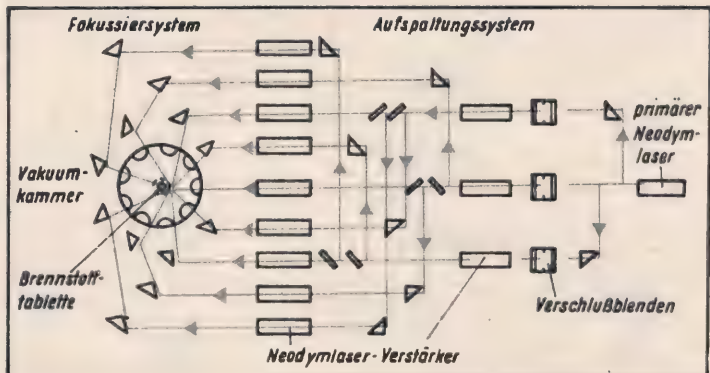 Fokussiersystem
Aufspaltungssystem
primärer
Neodym-
laser
Vakuum-
kammer
Brennstoff-
tablette
Verschlußblenden
Neodymlaser-Verstärker